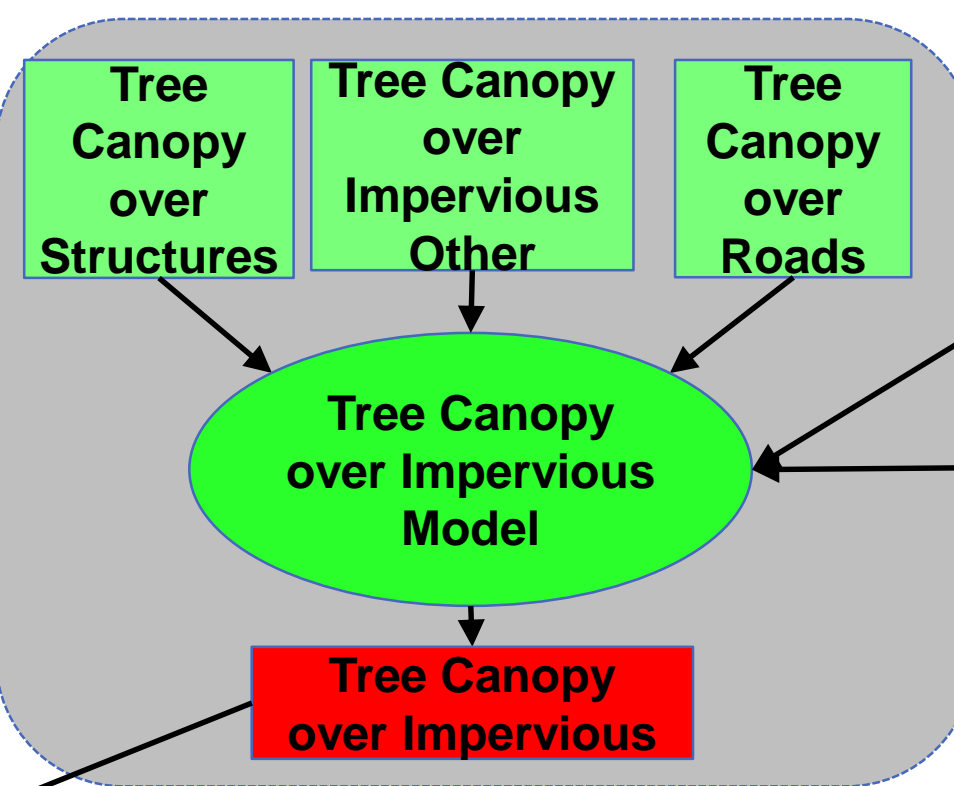 Tree
Canopy
over
Structures
Tree Canopy
over
Impervious
Other
Tree
Canopy
over
Roads
Tree Canopy
over Impervious
Model
Tree Canopy
over Impervious